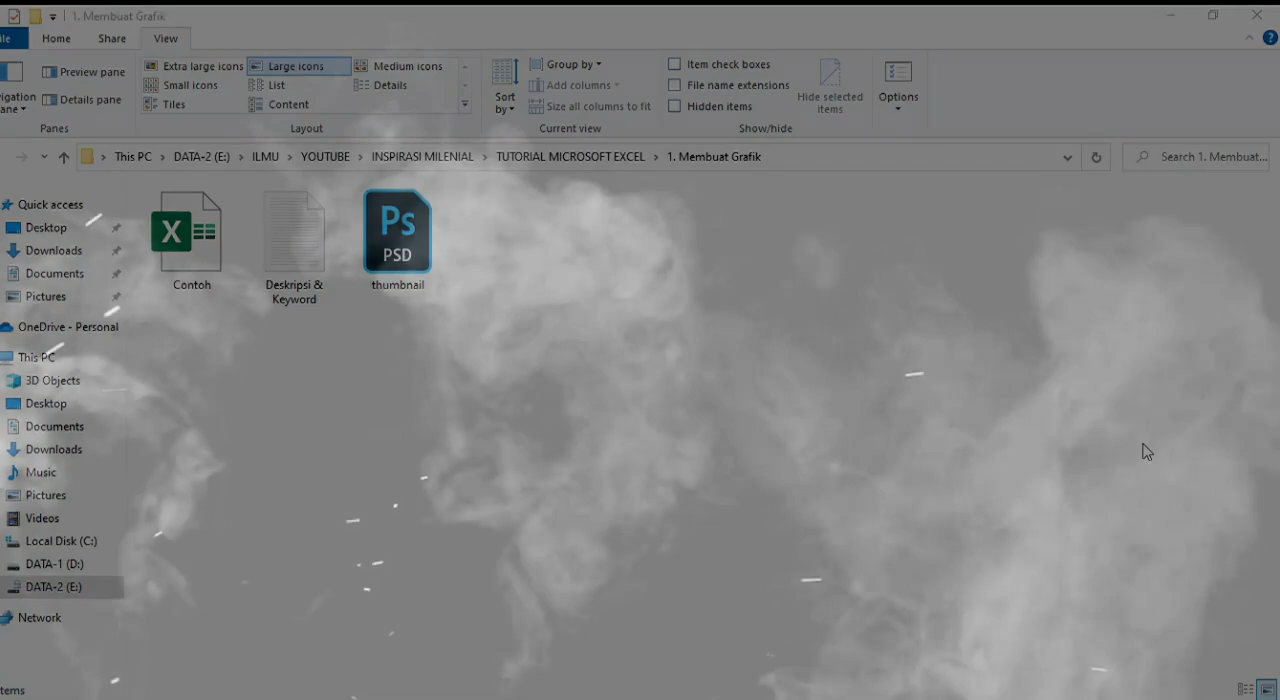 1. Membuat Grafik
Home Share View
Preview pane
Details pane
Panes
Extra large icons Large icons Medium icons
Small icons List Details
Tiles Content
Layout
Sort by
Group by
Add columns
Size all columns to fit
Current view
Item check boxes
File name extensions
Hidden items
Hide selected items
Show/hide
Options
This PC > DATA-2 (E:) > ILMU > YOUTUBE > INSPIRASI MILENIAL > TUTORIAL MICROSOFT EXCEL > 1. Membuat Grafik
Search 1. Membuat...
Quick access
Desktop
Downloads
Documents
Pictures
OneDrive - Personal
This PC
3D Objects
Desktop
Documents
Downloads
Music
Pictures
Videos
Local Disk (C:)
DATA-1 (D:)
DATA-2 (E:)
Network
X
Contoh
Deskripsi &
Keyword
Ps
PSD
thumbnail